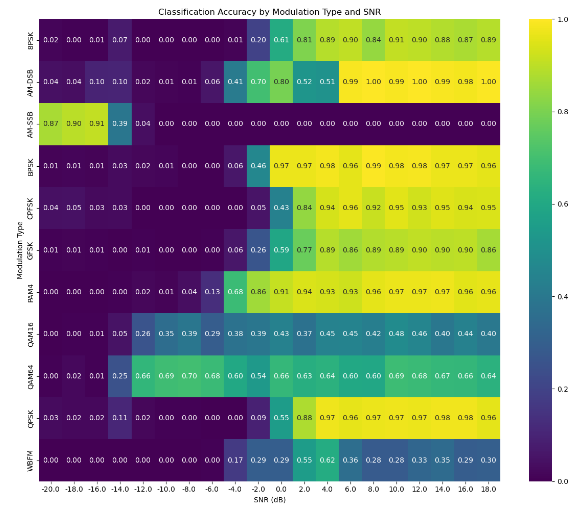 Classification Accuracy by Modulation Type and SNR
8PSK 0.02 0.00 0.01 0.07 0.00 0.00 0.00 0.00 0.01 0.20 0.61 0.81 0.89 0.90 0.84 0.91 0.90 0.88 0.87 0.89
AM-DSB 0.04 0.04 0.10 0.10 0.02 0.01 0.01 0.06 0.41 0.70 0.80 0.52 0.51 0.99 1.00 0.99 1.00 0.99 0.98 1.00
AM-SSB 0.87 0.90 0.91 0.39 0.04 0.00 0.00 0.00 0.00 0.00 0.00 0.00 0.00 0.00 0.00 0.00 0.00 0.00 0.00 0.00
BPSK 0.01 0.01 0.01 0.03 0.02 0.01 0.00 0.00 0.06 0.46 0.97 0.97 0.98 0.96 0.99 0.98 0.98 0.97 0.97 0.96
CPFSK 0.04 0.05 0.03 0.03 0.00 0.00 0.00 0.00 0.00 0.05 0.43 0.84 0.94 0.96 0.92 0.95 0.93 0.95 0.94 0.95
GFSK 0.01 0.01 0.01 0.00 0.01 0.00 0.00 0.00 0.06 0.26 0.59 0.77 0.89 0.86 0.89 0.89 0.90 0.90 0.90 0.86
PAM4 0.00 0.00 0.00 0.00 0.02 0.01 0.04 0.13 0.68 0.86 0.91 0.94 0.93 0.93 0.96 0.97 0.97 0.97 0.96 0.96
QAM16 0.00 0.00 0.01 0.05 0.26 0.35 0.39 0.29 0.38 0.39 0.43 0.37 0.45 0.45 0.42 0.48 0.46 0.40 0.44 0.40
QAM64 0.00 0.02 0.01 0.25 0.66 0.69 0.70 0.68 0.60 0.54 0.66 0.63 0.64 0.60 0.60 0.69 0.68 0.67 0.66 0.64
QPSK 0.03 0.02 0.02 0.11 0.02 0.00 0.00 0.00 0.00 0.09 0.55 0.88 0.97 0.96 0.97 0.97 0.97 0.98 0.98 0.96
WBFM 0.00 0.00 0.00 0.00 0.00 0.00 0.00 0.00 0.17 0.29 0.29 0.55 0.62 0.36 0.28 0.28 0.33 0.35 0.29 0.30
-20.0 -18.0 -16.0 -14.0 -12.0 -10.0 -8.0 -6.0 -4.0 -2.0 0.0 2.0 4.0 6.0 8.0 10.0 12.0 14.0 16.0 18.0
SNR (dB)
Modulation Type
1.0
0.8
0.6
0.4
0.2
0.0